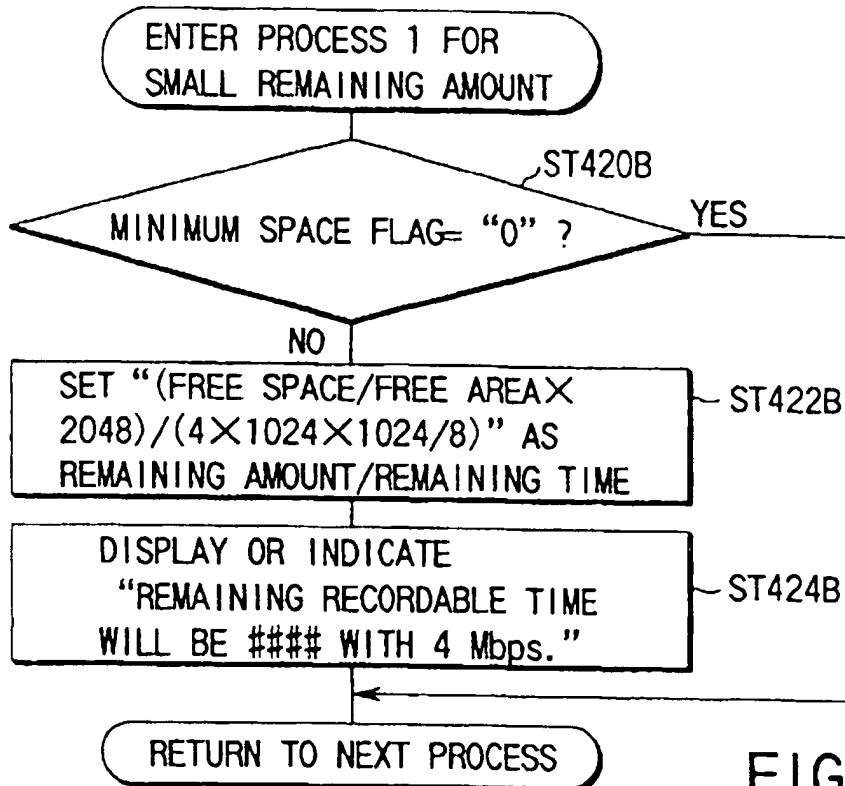 ENTER PROCESS 1 FOR
SMALL REMAINING AMOUNT
ST420B
MINIMUM SPACE FLAG= “0” ?
YES
NO
SET “(FREE SPACE/FREE AREA×
2048)/(4×1024×1024/8)” AS
REMAINING AMOUNT/REMAINING TIME
ST422B
DISPLAY OR INDICATE
“REMAINING RECORDABLE TIME
WILL BE #### WITH 4 Mbps.”
ST424B
RETURN TO NEXT PROCESS
FIG